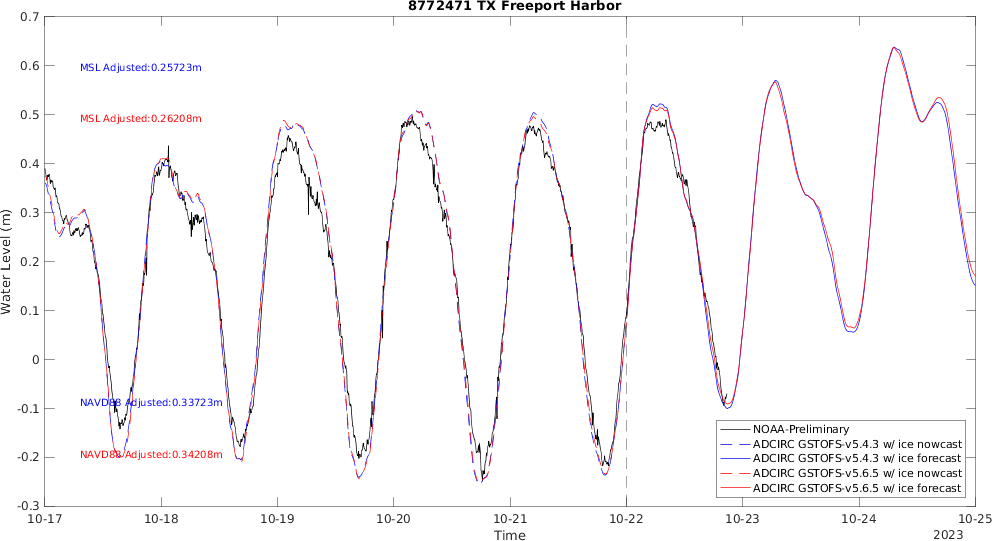 8772471 TX Freeport Harbor
0.7
0.6
0.5
0.4
0.3
0.2
0.1
0
-0.1
-0.2
-0.3
Water Level (m)
MSL Adjusted:0.25723m
MSL Adjusted:0.26208m
NAVD88 Adjusted:0.33723m
NAVD88 Adjusted:0.34208m
NOAA-Preliminary
ADCIRC GSTOFS-v5.4.3 w/ ice nowcast
ADCIRC GSTOFS-v5.4.3 w/ ice forecast
ADCIRC GSTOFS-v5.6.5 w/ ice nowcast
ADCIRC GSTOFS-v5.6.5 w/ ice forecast
10-17 10-18 10-19 10-20 10-21 10-22 10-23 10-24 10-25
Time
2023